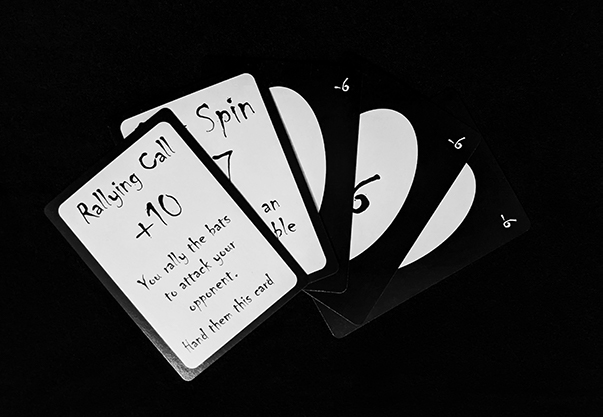 Rallying Call
+10
You rally the bats
to attack your
opponent.
Hand them this card
Spin
7
an
ble
-6
6
-6
-6